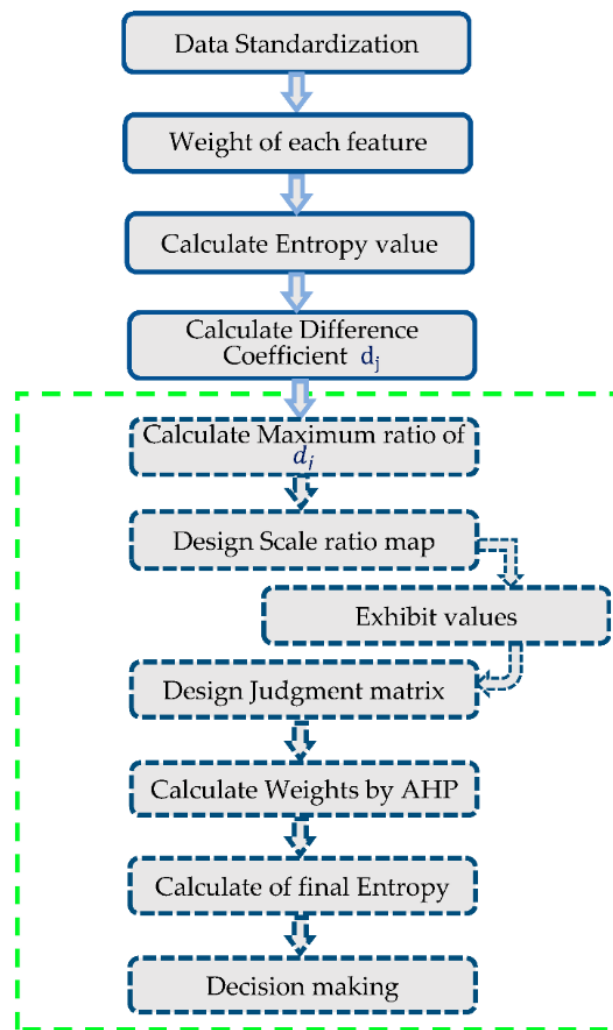 Data Standardization
Weight of each feature
Calculate Entropy value
Calculate Difference
Coefficient dj
Calculate Maximum ratio of
dj
Design Scale ratio map
Exhibit values
Design Judgment matrix
Calculate Weights by AHP
Calculate of final Entropy
Decision making